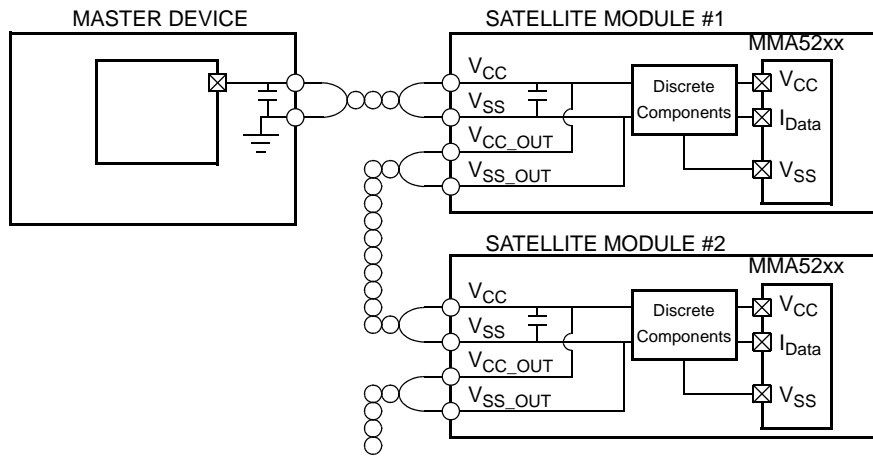 MASTER DEVICE
SATELLITE MODULE #1
MMA52xx
VCC
VSS
VCC_OUT
VSS_OUT
Discrete
Components
VCC
IData
VSS
SATELLITE MODULE #2
MMA52xx
VCC
VSS
VCC_OUT
VSS_OUT
Discrete
Components
VCC
IData
VSS